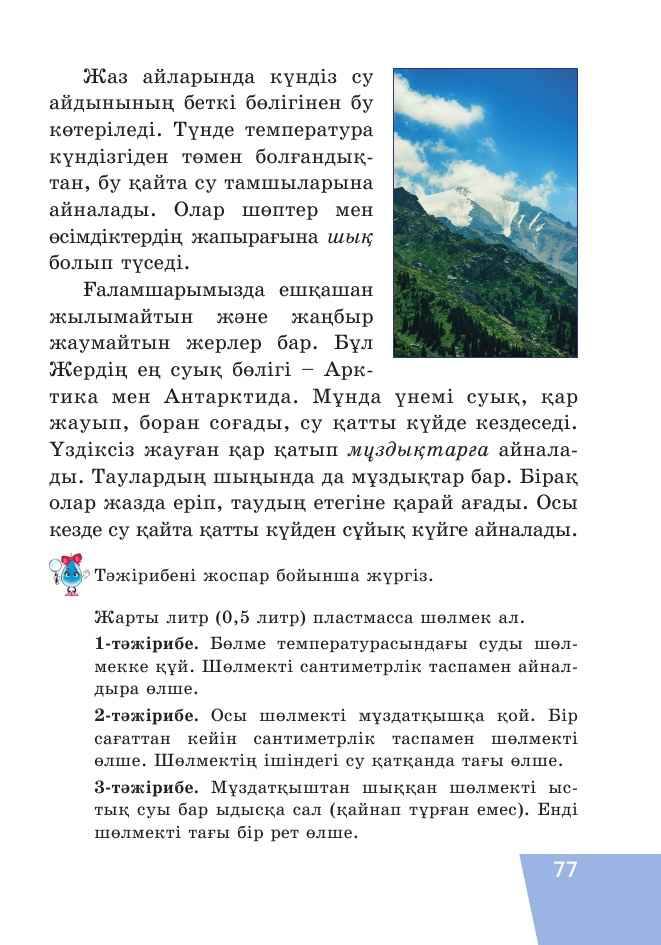 Жаз айларында күндіз су
айдынының беткі бөлігінен бу
көтеріледі. Түнде температура
күндізгіден төмен болғандық-
тан, бу қайта су тамшыларына
айналады. Олар шөптер мен
өсімдіктердің жапырағына шық
болып түседі.
Ғаламшарымызда ешқашан
жылымайтын және жаңбыр
жаумайтын жерлер бар. Бұл
Жердің ең суық бөлігі – Арк-
тика мен Антарктида. Мұнда үнемі суық, қар
жауып, боран соғады, су қатты күйде кездеседі.
Үздіксіз жауған қар қатып мұздықтарға айнала-
ды. Таулардың шыңында да мұздықтар бар. Бірақ
олар жазда еріп, таудың етегіне қарай ағады. Осы
кезде су қайта қатты күйден сұйық күйге айналады.
Тәжірибені жоспар бойынша жүргіз.
Жарты литр (0,5 литр) пластмасса шөлмек ал.
1-тәжірибе. Бөлме температурасындағы суды шөл-
мекке құй. Шөлмекті сантиметрлік таспамен айнал-
дыра өлше.
2-тәжірибе. Осы шөлмекті мұздатқышқа қой. Бір
сағаттан кейін сантиметрлік таспамен шөлмекті
өлше. Шөлмектің ішіндегі су қатқанда тағы өлше.
3-тәжірибе. Мұздатқыштан шыққан шөлмекті ыс-
тық суы бар ыдысқа сал (қайнап тұрған емес). Енді
шөлмекті тағы бір рет өлше.
77